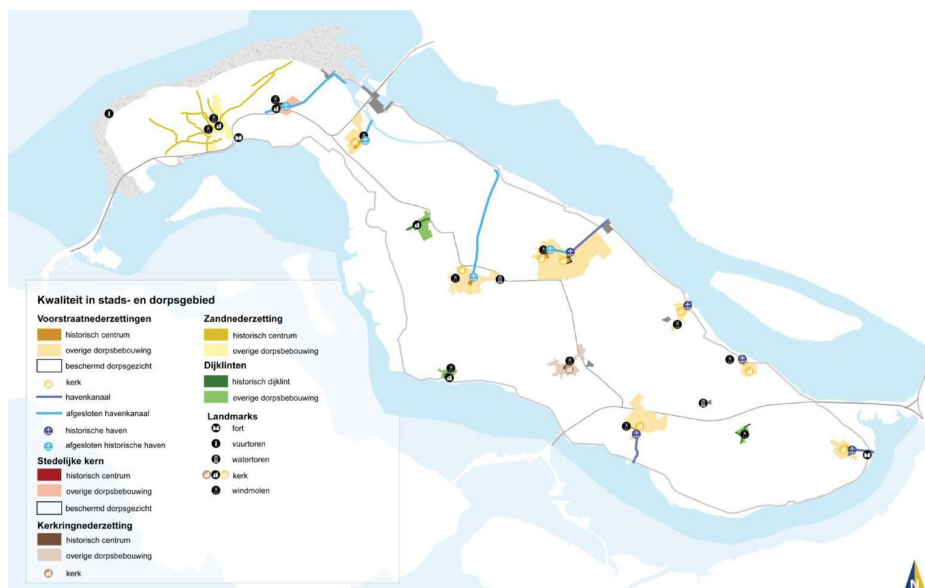 Kwaliteit in stads- en dorpsgebied
Voorstraatnederzettingen
historisch centrum
overige dorpsbebouwing
beschermd dorpsgezicht
kerk
havenkanaal
afgesloten havenkanaal
historische haven
afgesloten historische haven
Stedelijke kern
historisch centrum
overige dorpsbebouwing
beschermd dorpsgezicht
Kerkringnederzetting
historisch centrum
overige dorpsbebouwing
kerk
Zandnederzetting
historisch centrum
overige dorpsbebouwing
Dijklinten
historisch dijklint
overige dorpsbebouwing
Landmarks
fort
vuurtoren
watertoren
kerk
windmolen
N